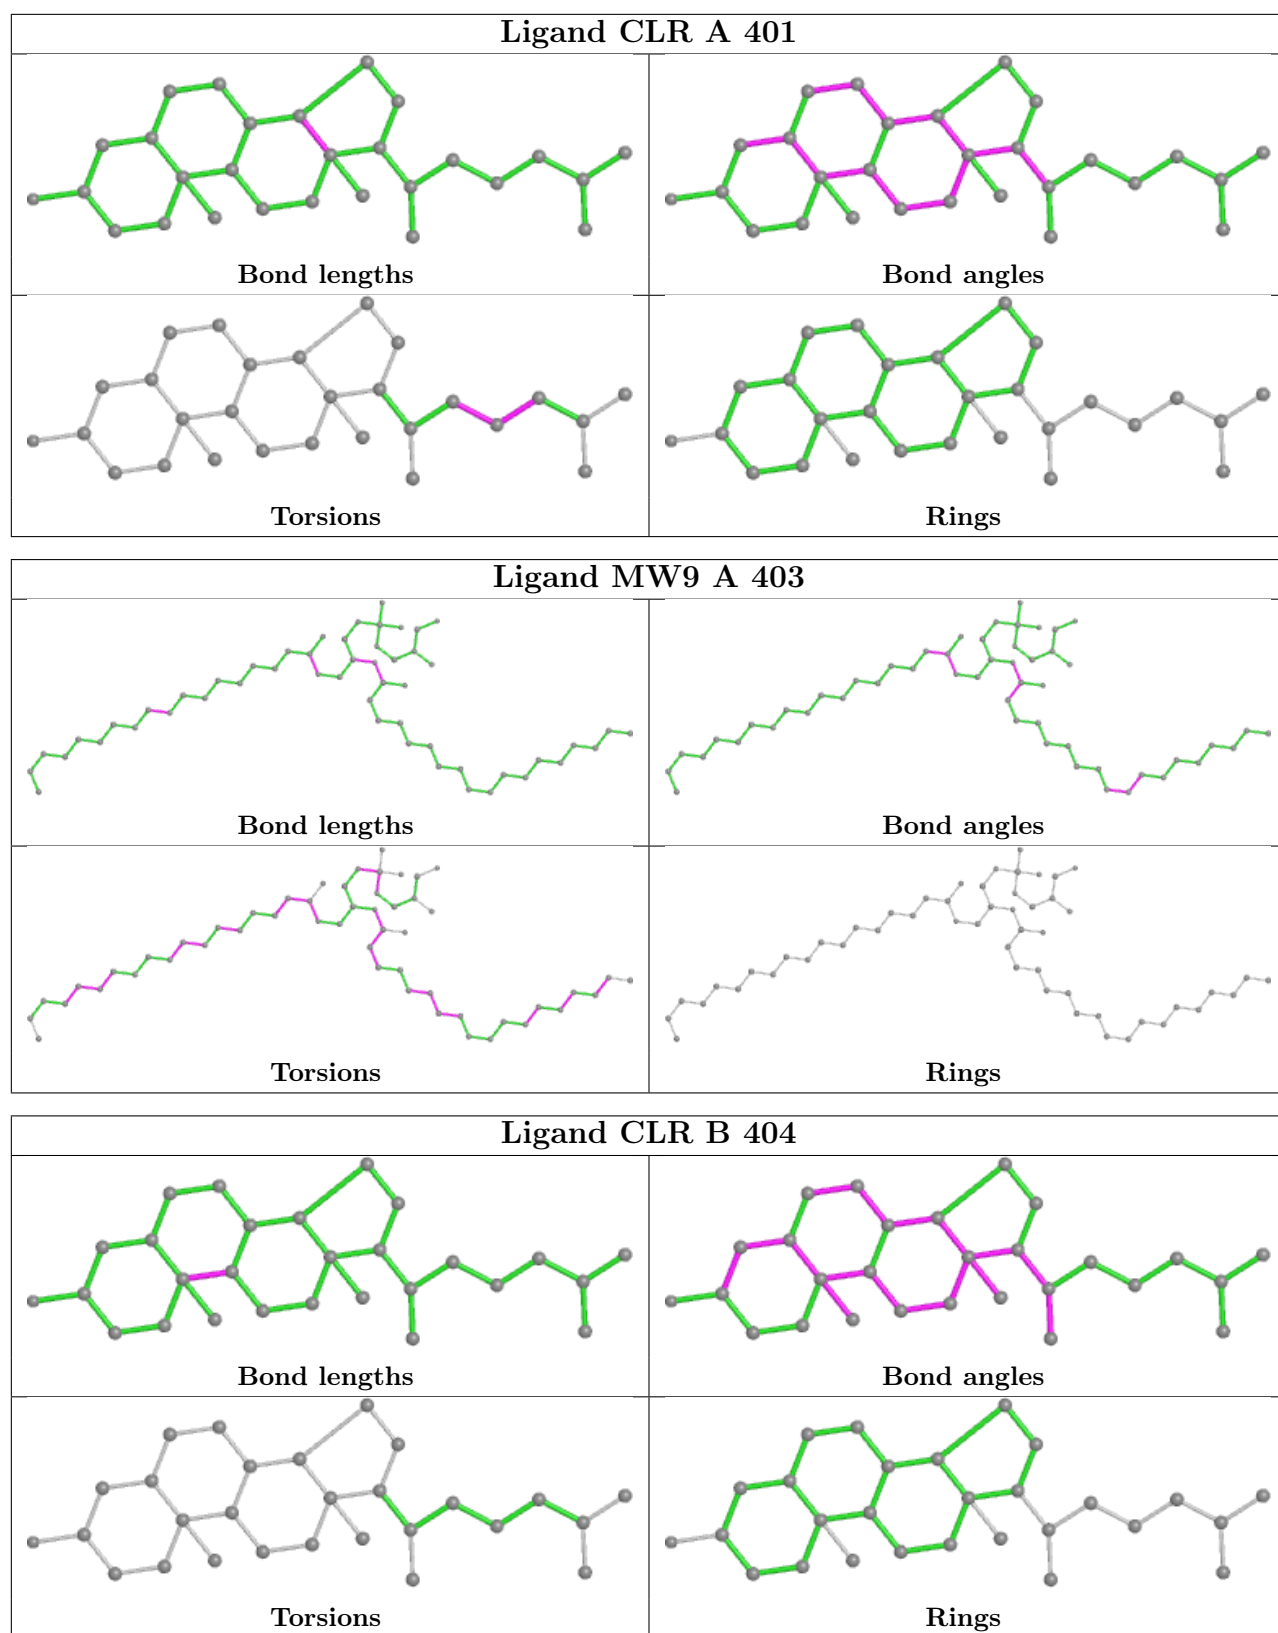 Ligand CLR A 401
Bond lengths
Bond angles
Torsions
Rings
Ligand MW9 A 403
Bond lengths
Bond angles
Torsions
Rings
Ligand CLR B 404
Bond lengths
Bond angles
Torsions
Rings